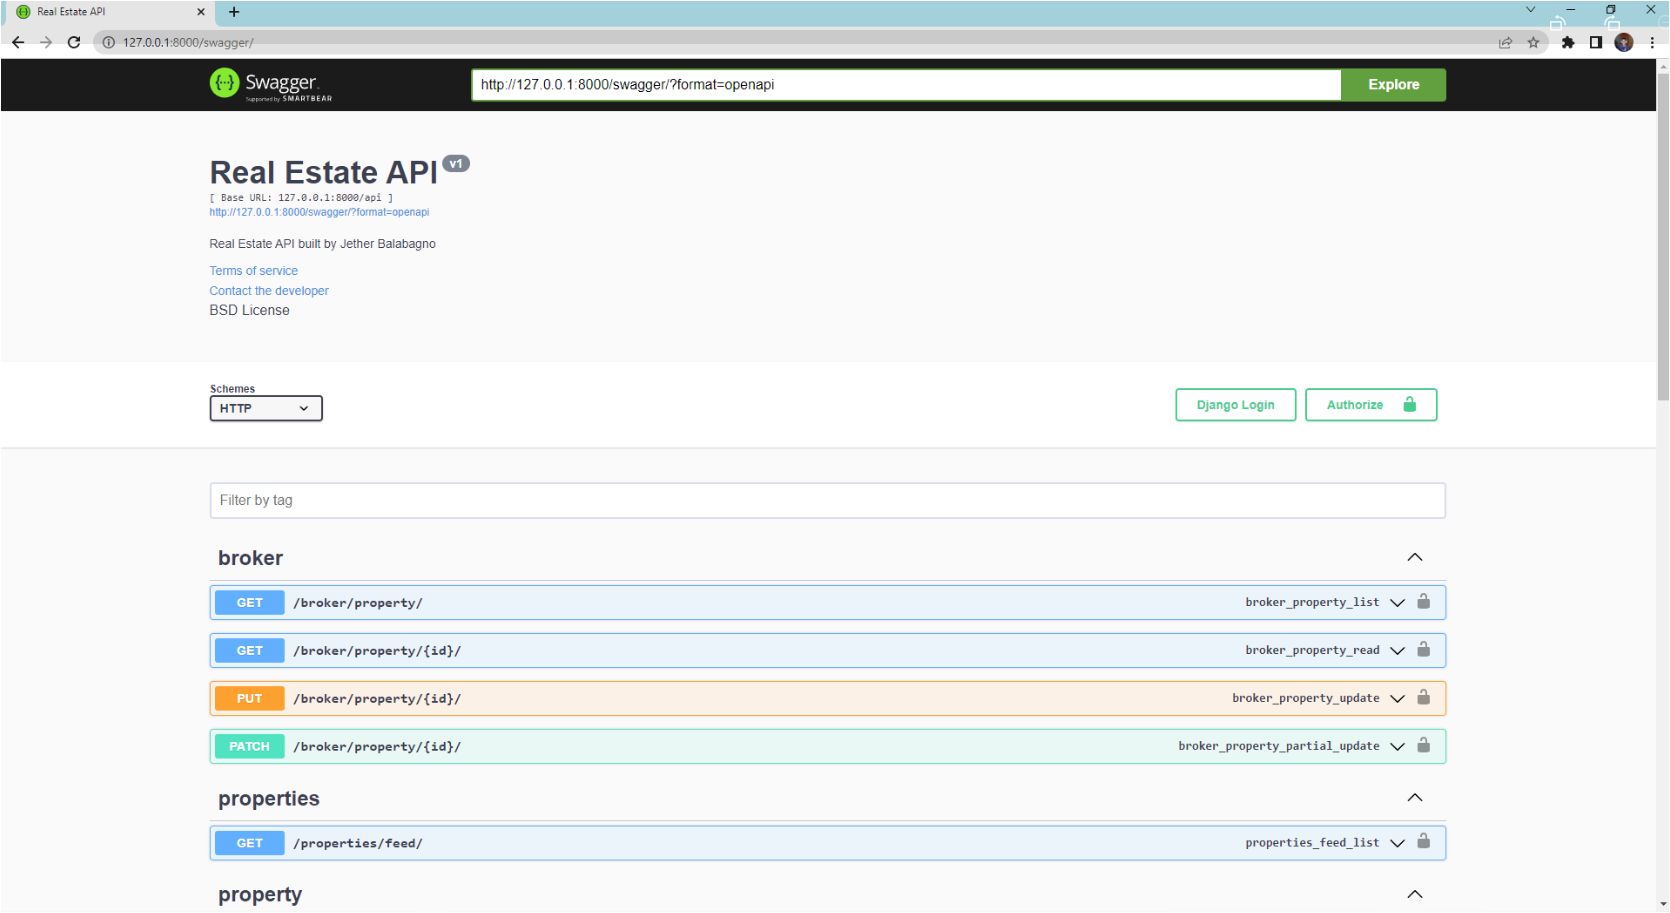 Real Estate API
127.0.0.1:8000/swagger/
Swagger
Supported by SMARTBEAR
http://127.0.0.1:8000/swagger/?format=openapi
Explore
Real Estate API v1
[ Base URL: 127.0.0.1:8000/api ]
http://127.0.0.1:8000/swagger/?format=openapi
Real Estate API built by Jether Balabagno
Terms of service
Contact the developer
BSD License
Schemes
HTTP
Django Login
Authorize
Filter by tag
broker
GET /broker/property/ broker_property_list
GET /broker/property/{id}/ broker_property_read
PUT /broker/property/{id}/ broker_property_update
PATCH /broker/property/{id}/ broker_property_partial_update
properties
GET /properties/feed/ properties_feed_list
property